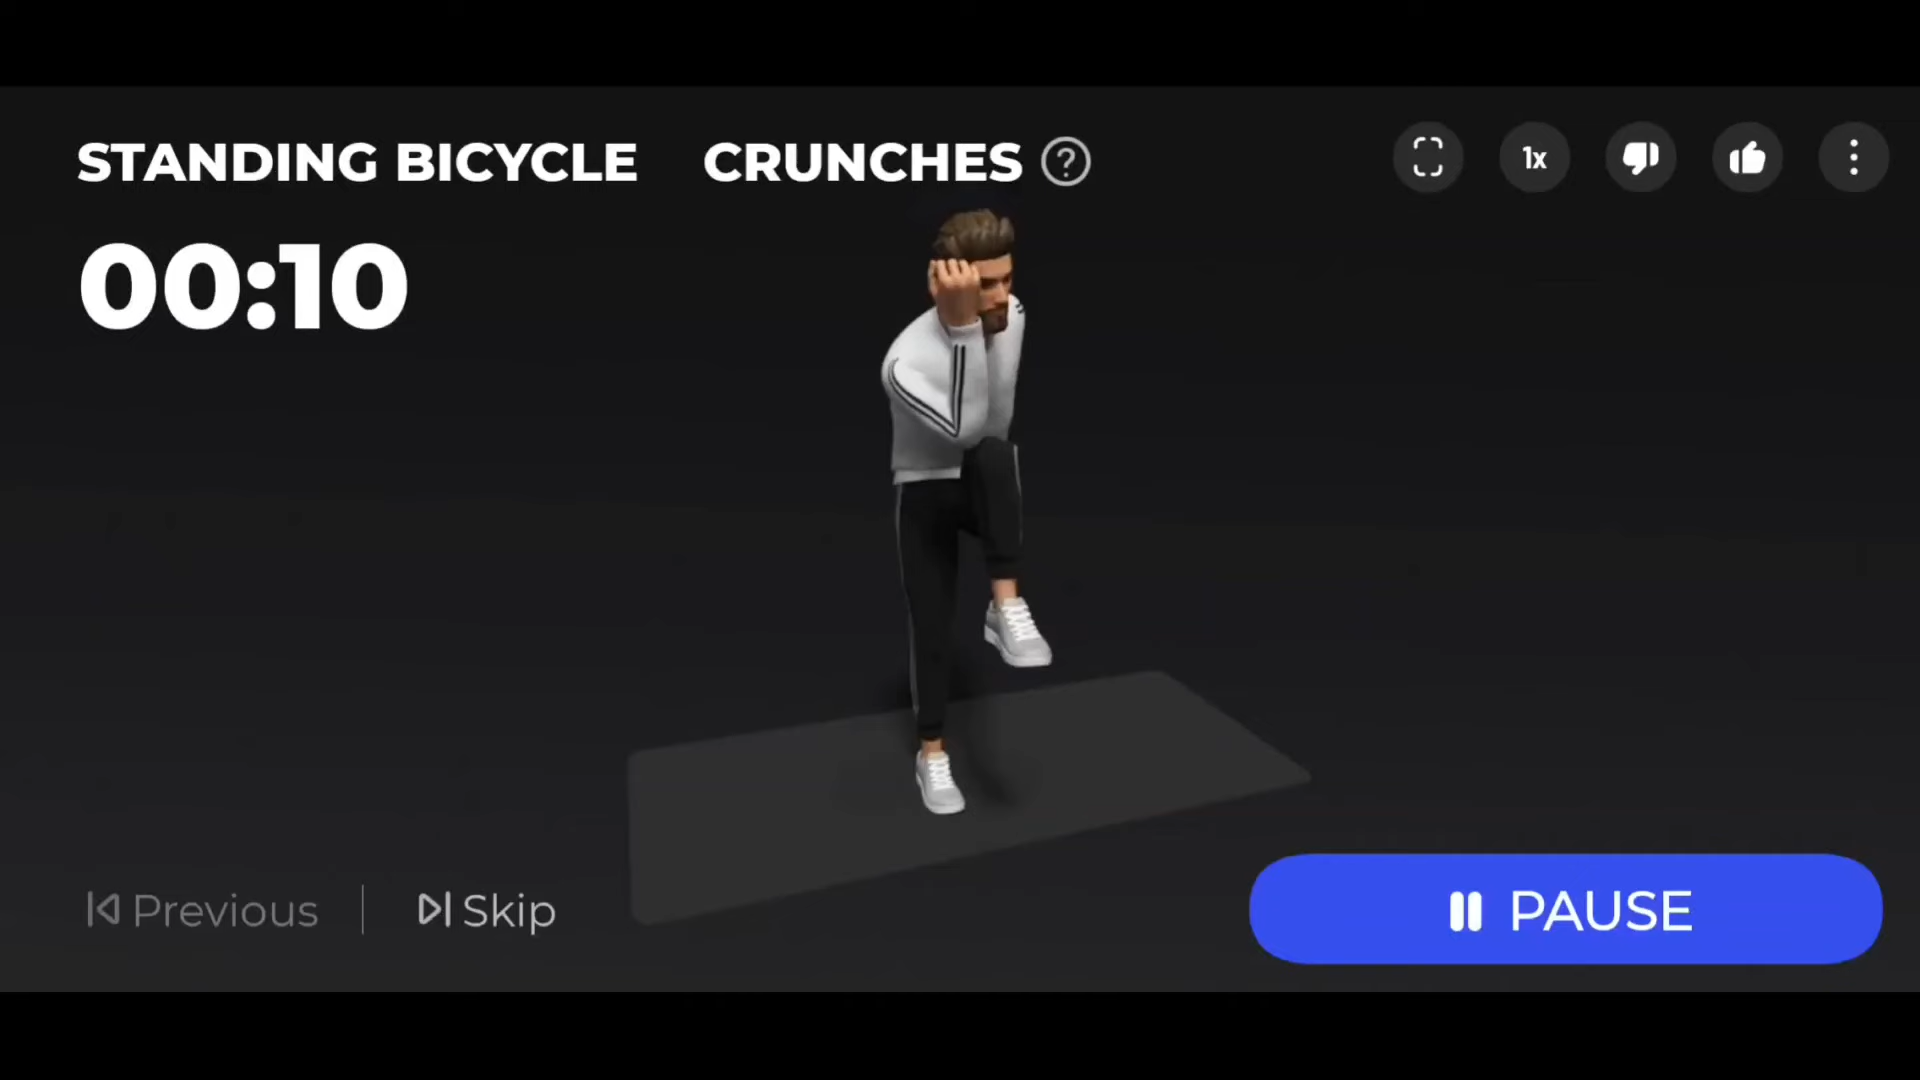 STANDING BICYCLE CRUNCHES ?
1x
00:10
Previous
Skip
PAUSE